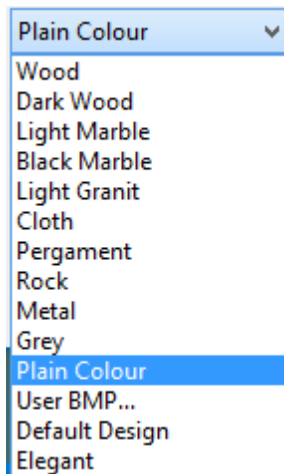 Plain Colour
Wood
Dark Wood
Light Marble
Black Marble
Light Granit
Cloth
Pergament
Rock
Metal
Grey
Plain Colour
User BMP...
Default Design
Elegant